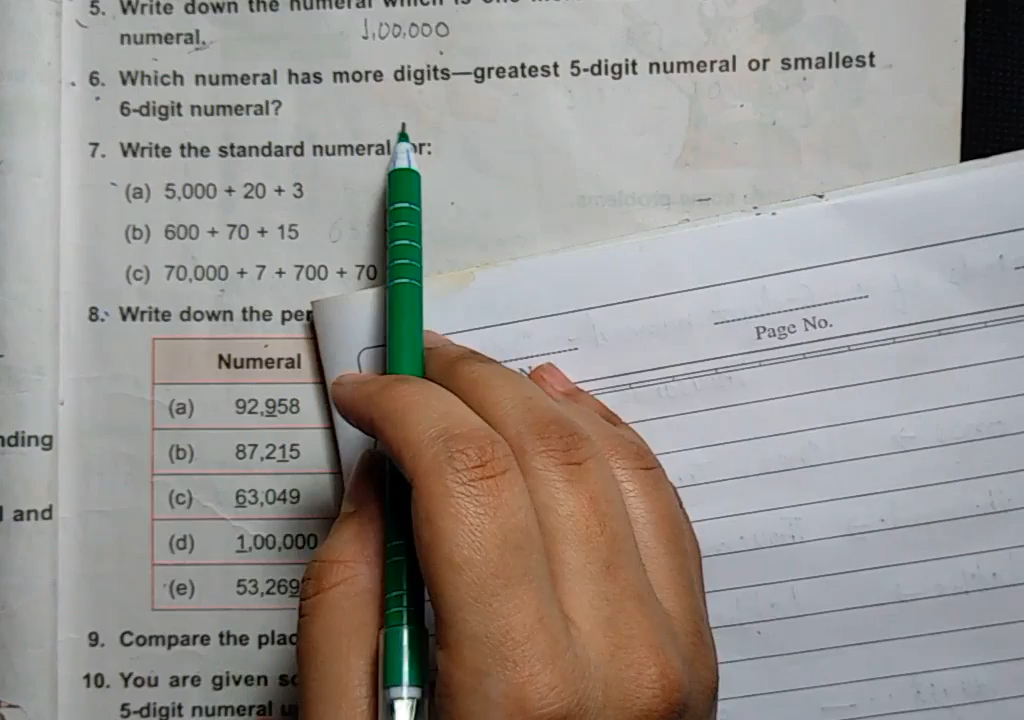 5. Write down the numeral which is one
numeral. 1,00,000
6. Which numeral has more digits—greatest 5-digit numeral or smallest
6-digit numeral?
7. Write the standard numeral
(a) 5,000 + 20 + 3
(b) 600 + 70 + 15
(c) 70,000 + 7 + 700 + 70
8. Write down the
Numeral
(a) 92,958
(b) 87,215
(c) 63,049
(d) 1,00,000
(e) 53,269
9. Compare the
10. You are given
5-digit numeral
and
Page No.